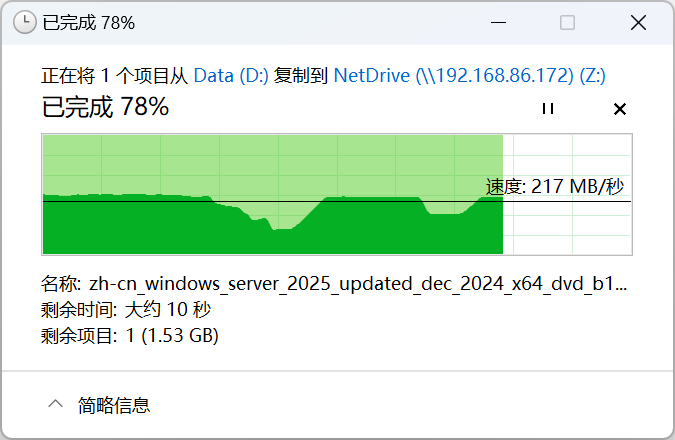 已完成 78%
正在将 1 个项目从 Data (D:) 复制到 NetDrive (\\192.168.86.172) (Z:)
已完成 78%
速度: 217 MB/秒
名称: zh-cn_windows_server_2025_updated_dec_2024_x64_dvd_b1...
剩余时间: 大约 10 秒
剩余项目: 1 (1.53 GB)
简略信息